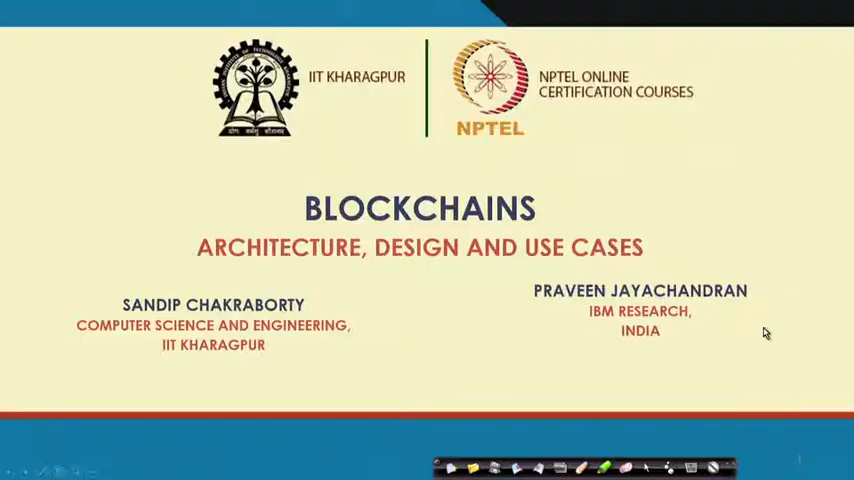 IIT KHARAGPUR
NPTEL ONLINE
CERTIFICATION COURSES
NPTEL
BLOCKCHAINS
ARCHITECTURE, DESIGN AND USE CASES
SANDIP CHAKRABORTY
COMPUTER SCIENCE AND ENGINEERING,
IIT KHARAGPUR
PRAVEEN JAYACHANDRAN
IBM RESEARCH,
INDIA